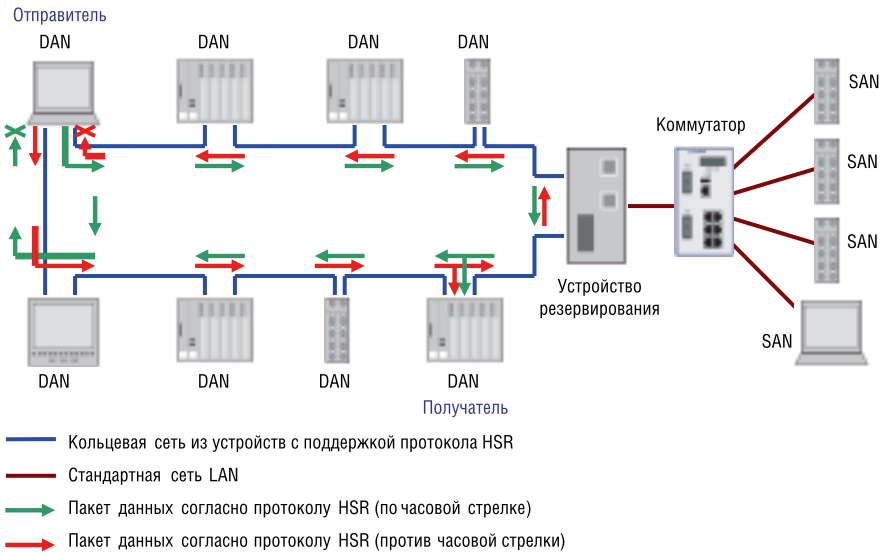 Отправитель
DAN
DAN
DAN
DAN
SAN
Коммутатор
SAN
SAN
Устройство
резервирования
SAN
DAN
DAN
DAN
DAN
Получатель
Кольцевая сеть из устройств с поддержкой протокола HSR
Стандартная сеть LAN
Пакет данных согласно протоколу HSR (по часовой стрелке)
Пакет данных согласно протоколу HSR (против часовой стрелки)